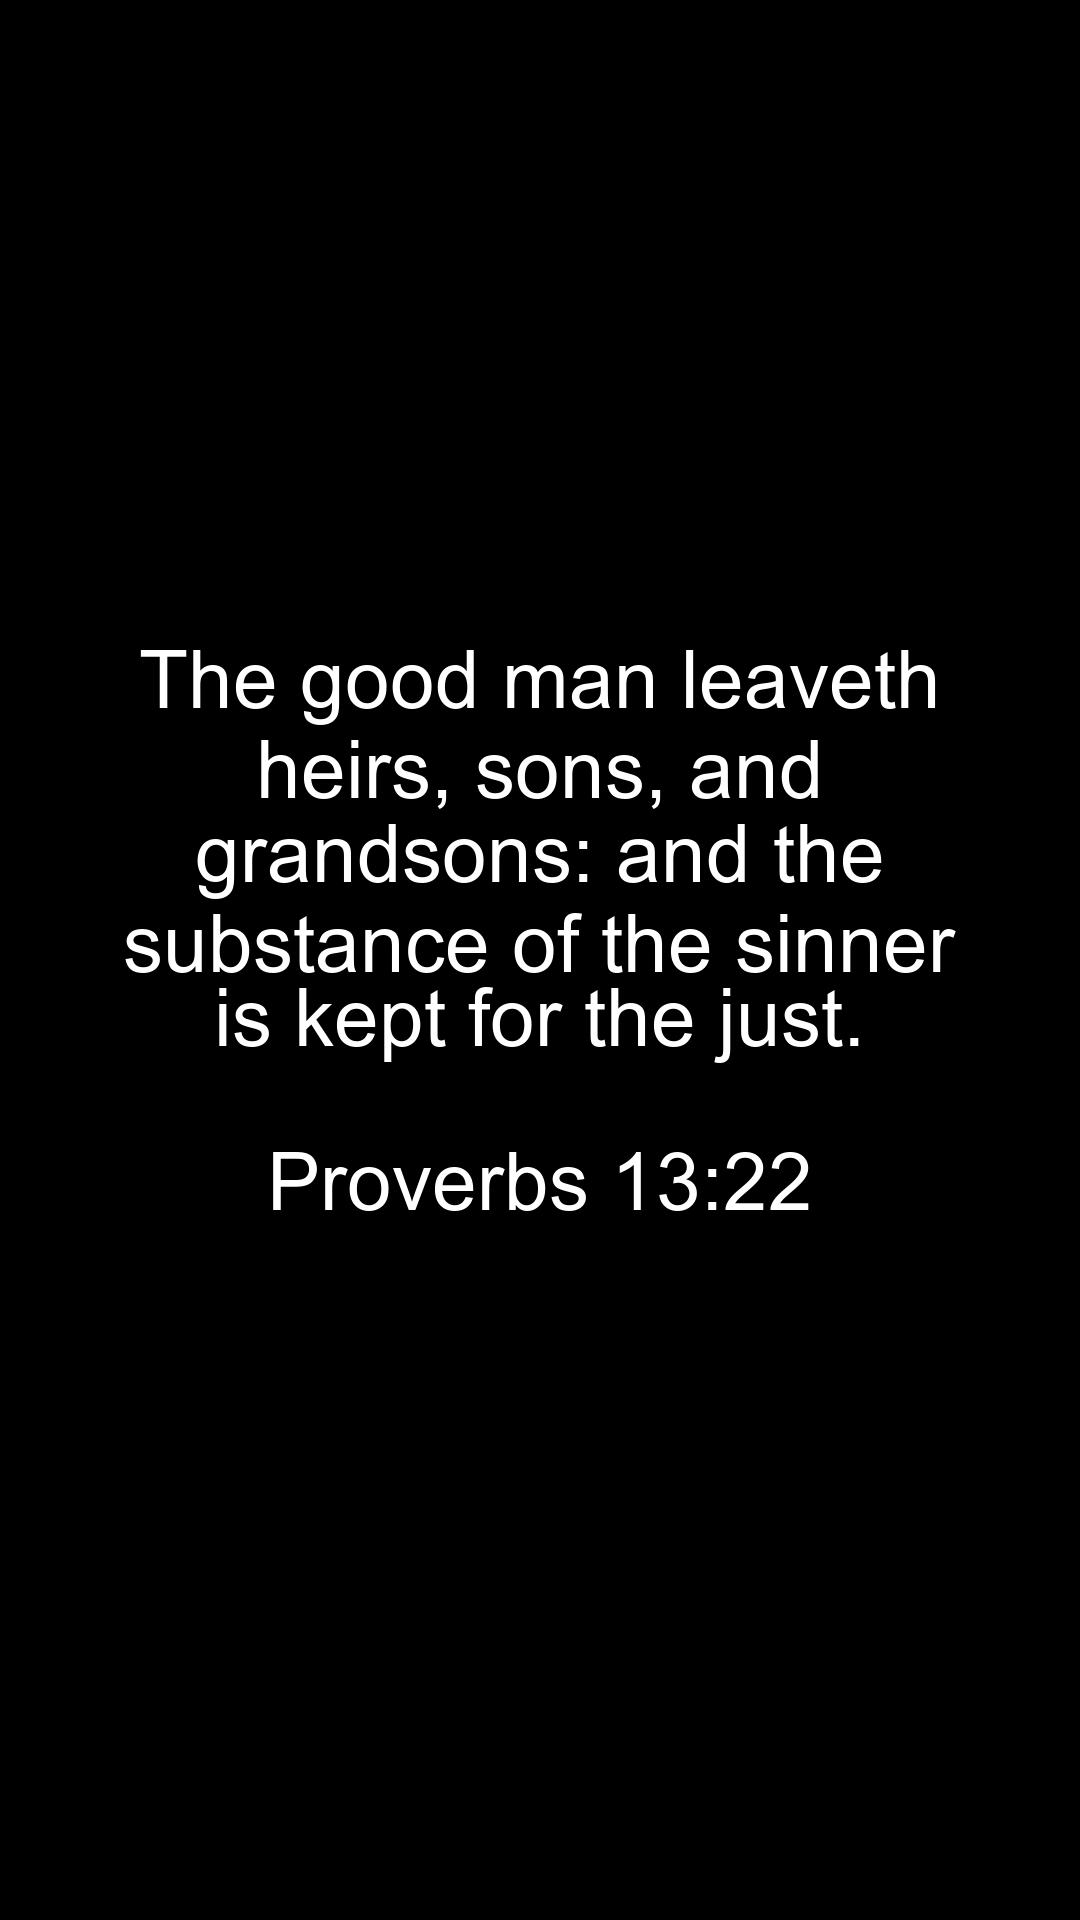 The good man leaveth
heirs, sons, and
grandsons: and the
substance of the sinner
is kept for the just.
Proverbs 13:22